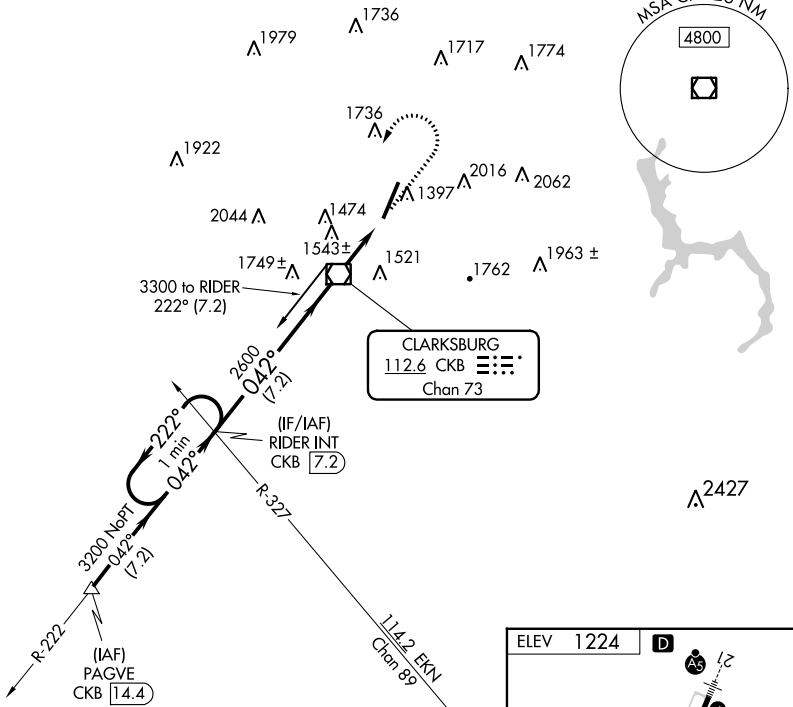 1736
1979
1717
1774
4800
1736
1922
1397
2016
2062
2044
1474
1543±
1749±
1521
1762
1963 ±
3300 to RIDER
222° (7.2)
CLARKSBURG
112.6 CKB
Chan 73
2600
042°
(7.2)
222°
1 min
042°
(IF/IAF)
RIDER INT
CKB 7.2
R-327
2427
3200 NoPT
042°
(7.2)
R-222
(IAF)
PAGVE
CKB 14.4
114.2 EKN
Chan 89
ELEV 1224 D
A5
21